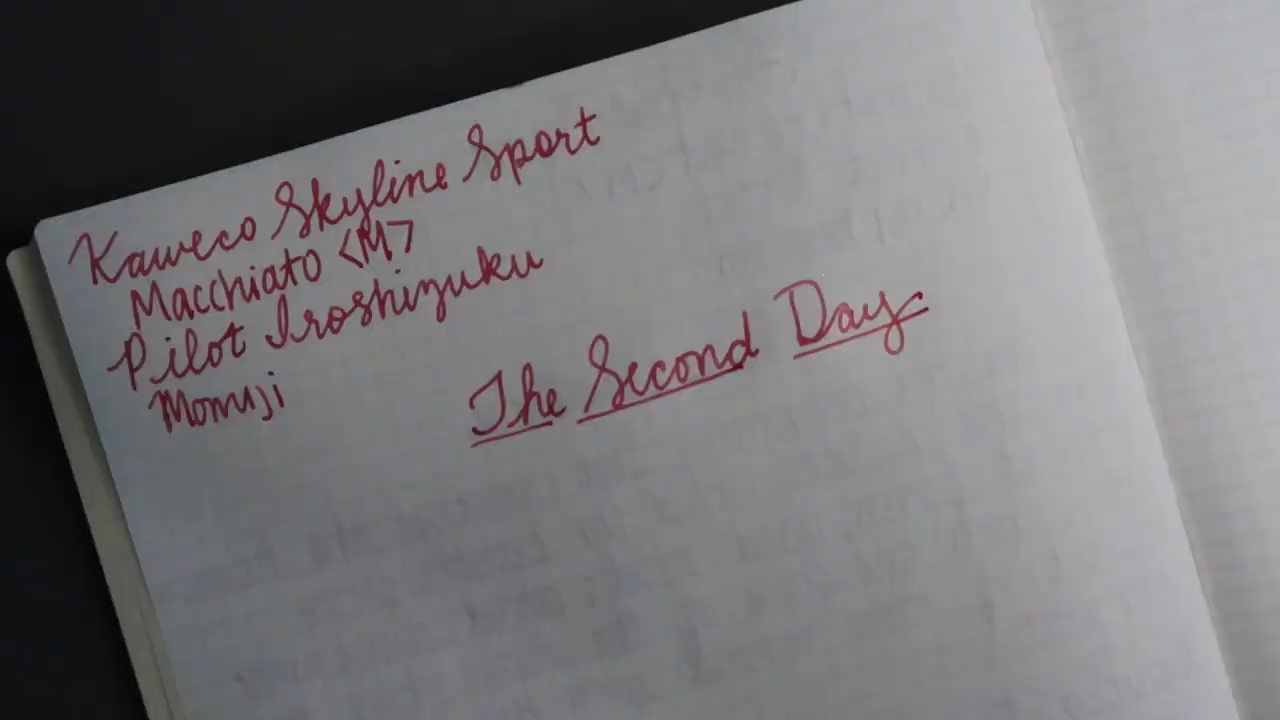 Kaweco Skyline Sport
Macchiato <M>
Pilot Iroshizuku
Momiji
The Second Day